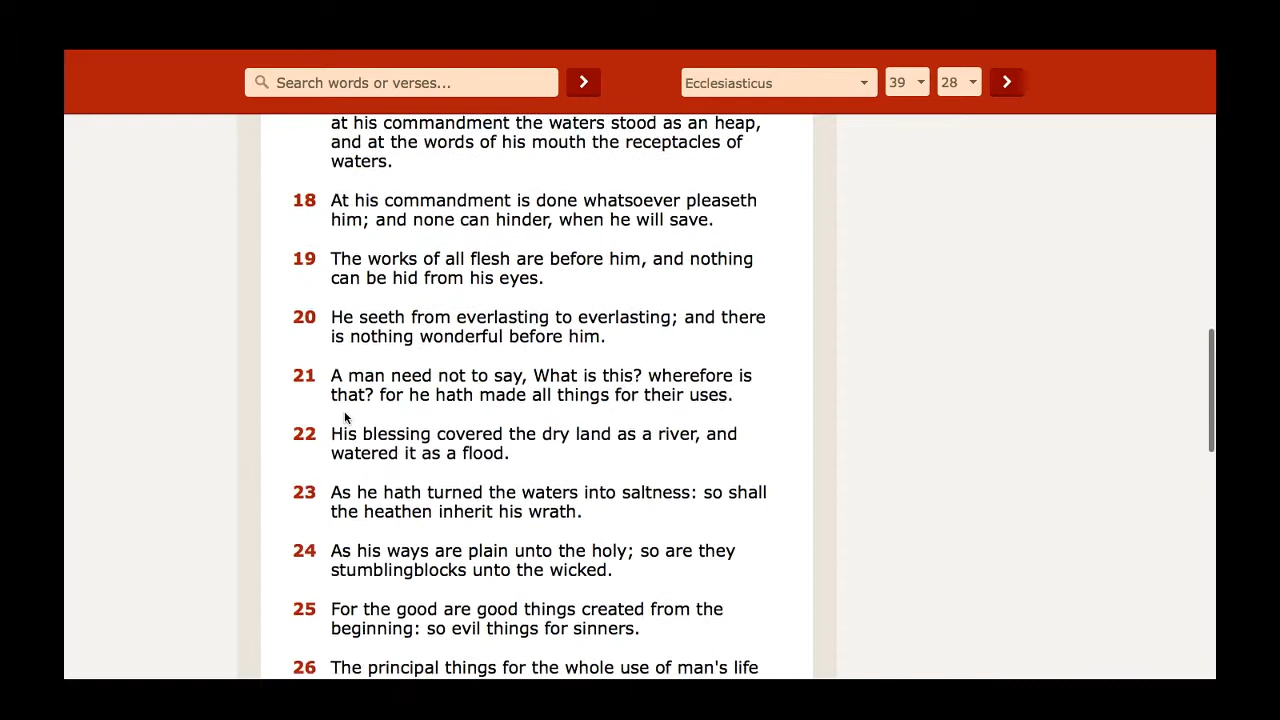 Search words or verses...
Ecclesiasticus 39 28
at his commandment the waters stood as an heap,
and at the words of his mouth the receptacles of
waters.
18 At his commandment is done whatsoever pleaseth
him; and none can hinder, when he will save.
19 The works of all flesh are before him, and nothing
can be hid from his eyes.
20 He seeth from everlasting to everlasting; and there
is nothing wonderful before him.
21 A man need not to say, What is this? wherefore is
that? for he hath made all things for their uses.
22 His blessing covered the dry land as a river, and
watered it as a flood.
23 As he hath turned the waters into saltness: so shall
the heathen inherit his wrath.
24 As his ways are plain unto the holy; so are they
stumblingblocks unto the wicked.
25 For the good are good things created from the
beginning: so evil things for sinners.
26 The principal things for the whole use of man's life